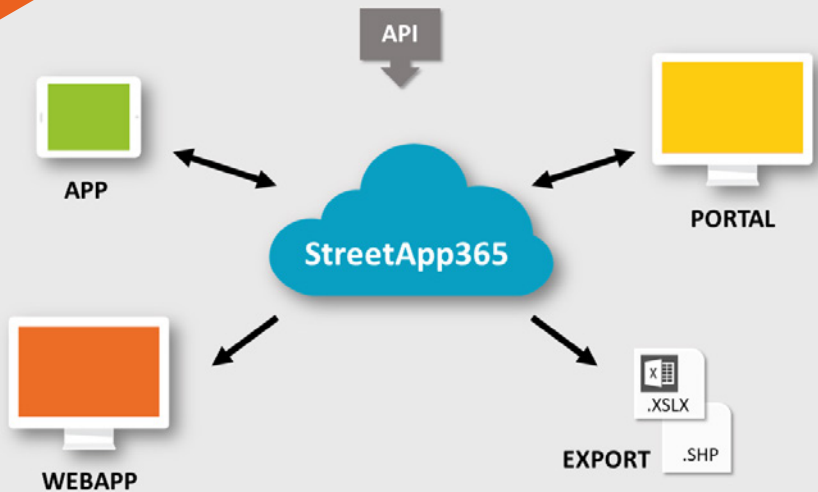 API
APP
PORTAL
StreetApp365
WEBAPP
X
.XSLX
EXPORT
.SHP